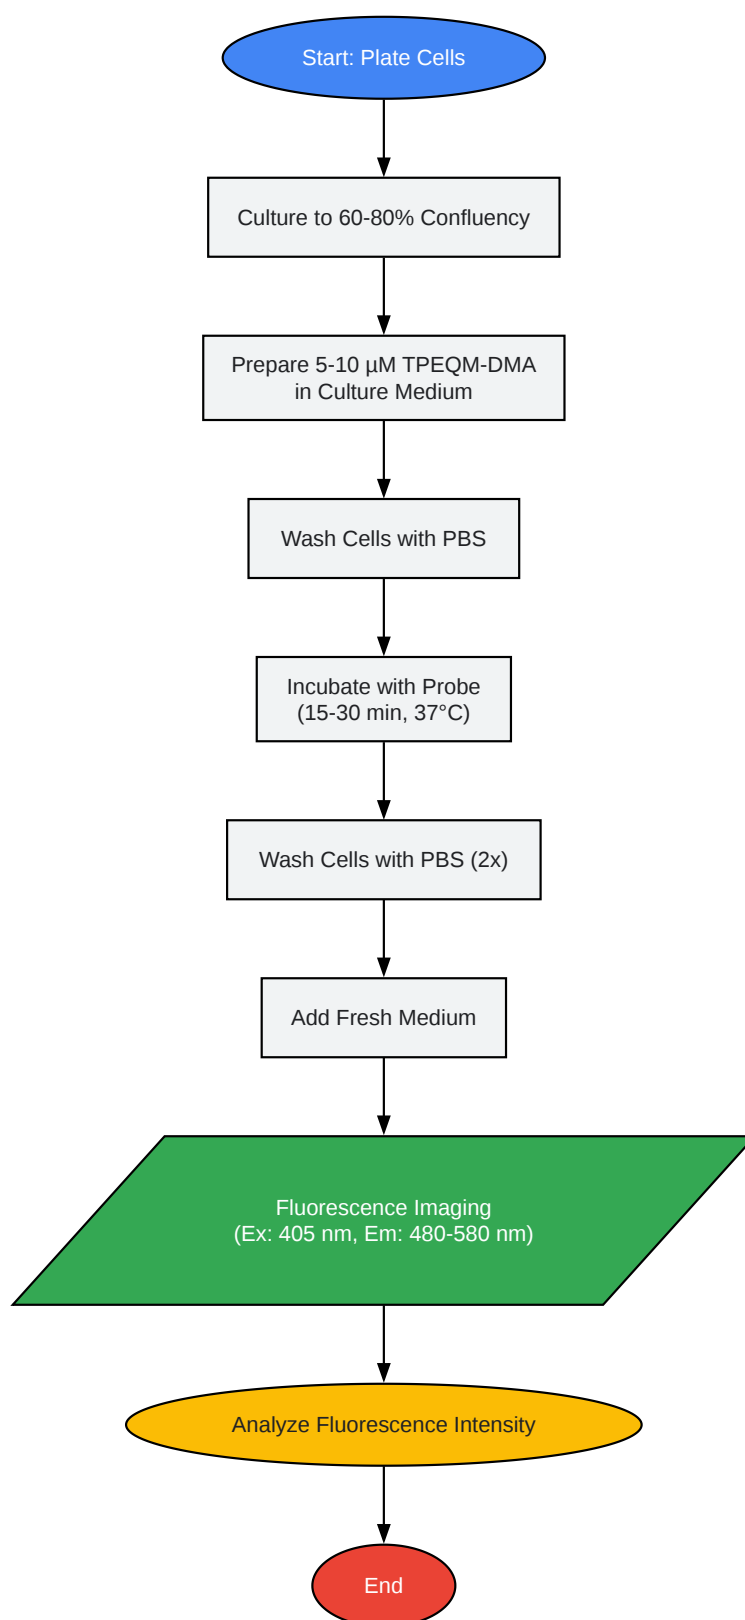 Start: Plate Cells
Culture to 60-80% Confluency
Prepare 5-10 µM TPEQM-DMA
in Culture Medium
Wash Cells with PBS
Incubate with Probe
(15-30 min, 37°C)
Wash Cells with PBS (2x)
Add Fresh Medium
Fluorescence Imaging
(Ex: 405 nm, Em: 480-580 nm)
Analyze Fluorescence Intensity
End